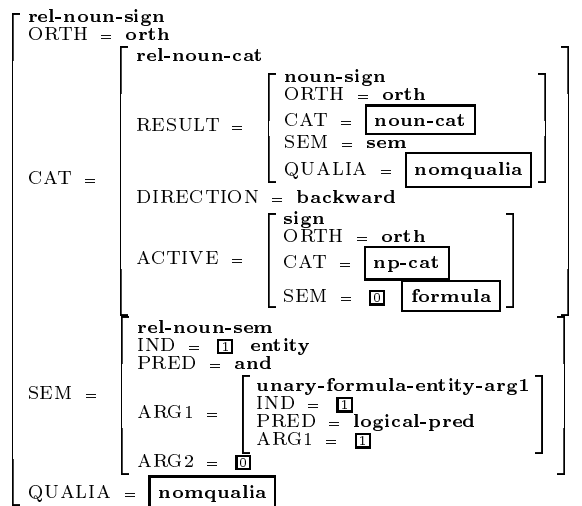 rel-noun-sign
ORTH = orth
rel-noun-cat
noun-sign
ORTH = orth
RESULT = CAT = noun-cat
SEM = sem
QUALIA = nomqualia
CAT =
DIRECTION = backward
sign
ORTH = orth
ACTIVE = CAT = np-cat
SEM = 0 formula
rel-noun-sem
IND = 1 entity
PRED = and
unary-formula-entity-arg1
SEM =
IND = 1
ARG1 = PRED = logical-pred
ARG1 = 1
ARG2 = 0
QUALIA = nomqualia